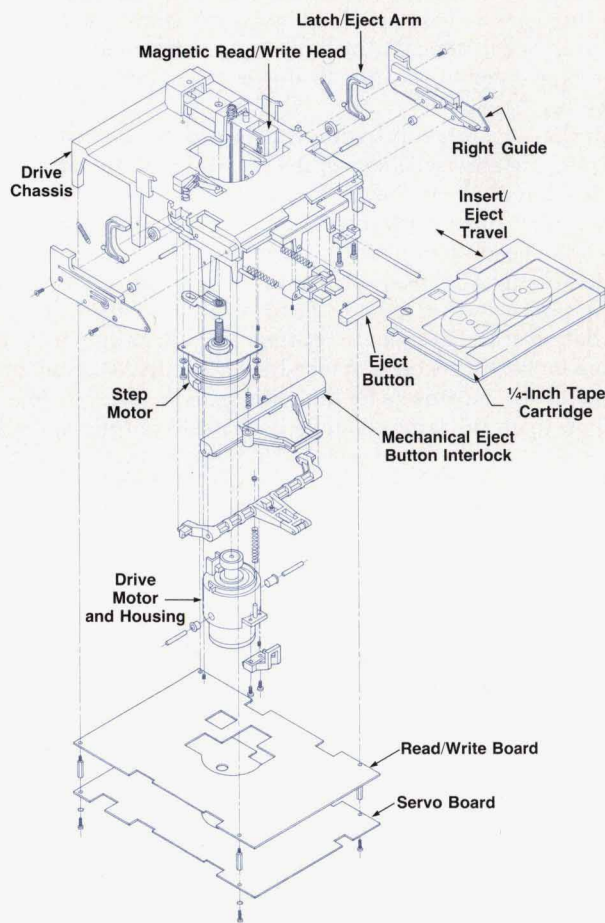 Latch/Eject Arm
Magnetic Read/Write Head
Right Guide
Drive
Chassis
Insert/
Eject
Travel
Eject
Button
Step
Motor
¼-Inch Tape
Cartridge
Mechanical Eject
Button Interlock
Drive
Motor
and Housing
Read/Write Board
Servo Board